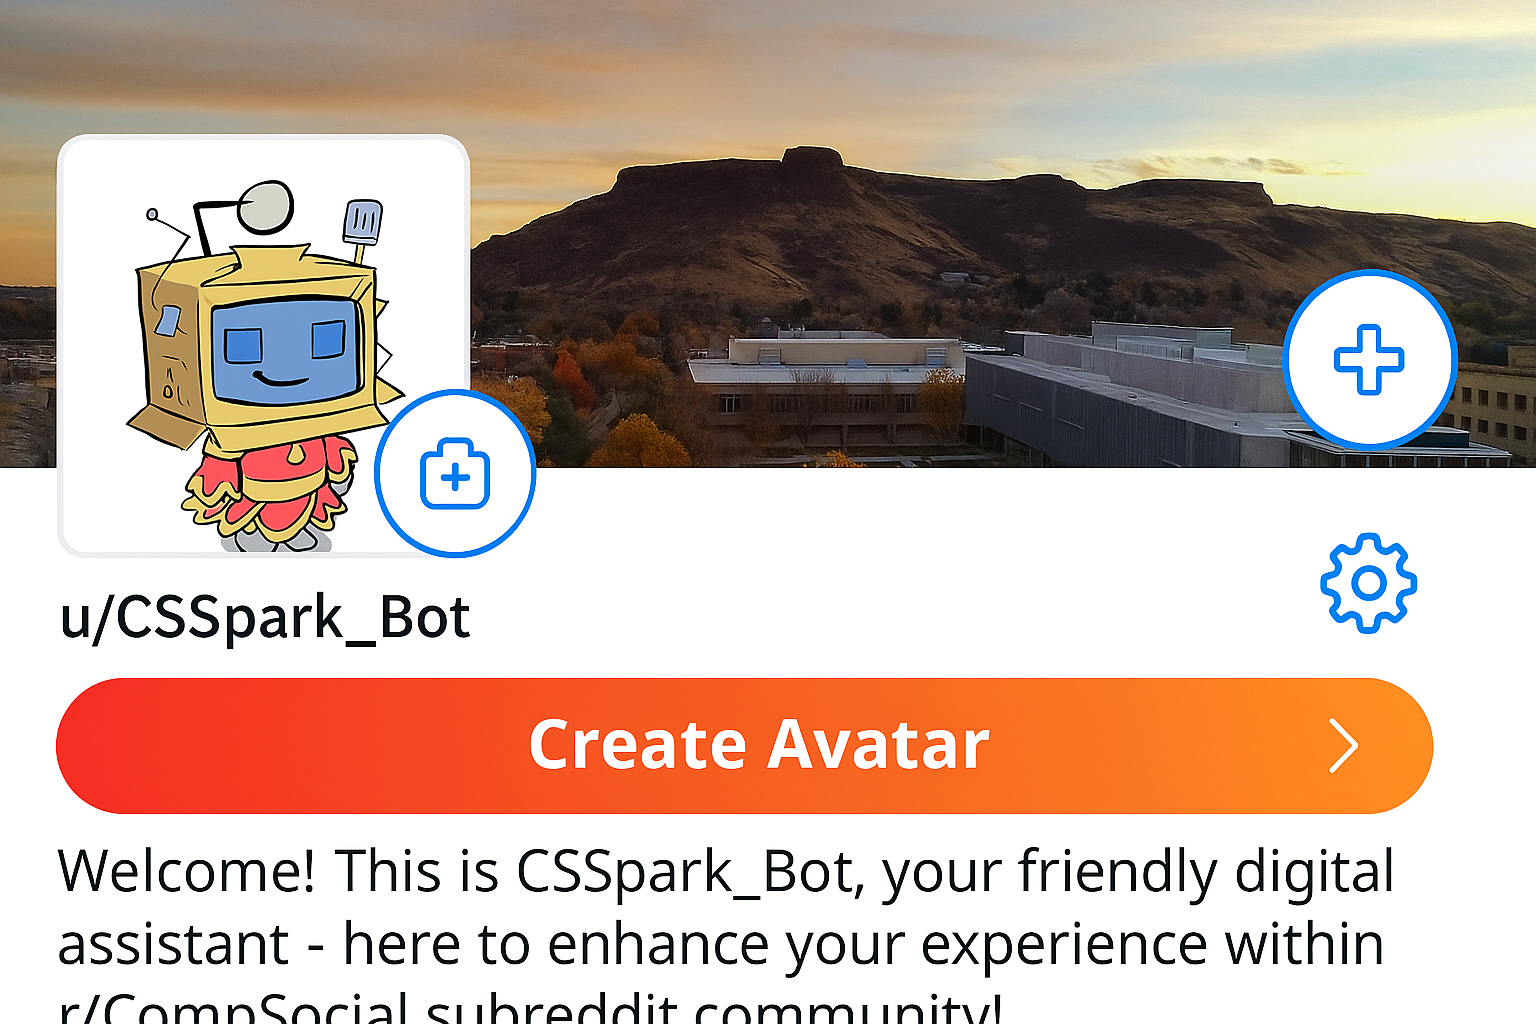 u/CSSpark_Bot
Create Avatar
Welcome! This is CSSpark_Bot, your friendly digital
assistant - here to enhance your experience within
r/CompSocial subreddit community!